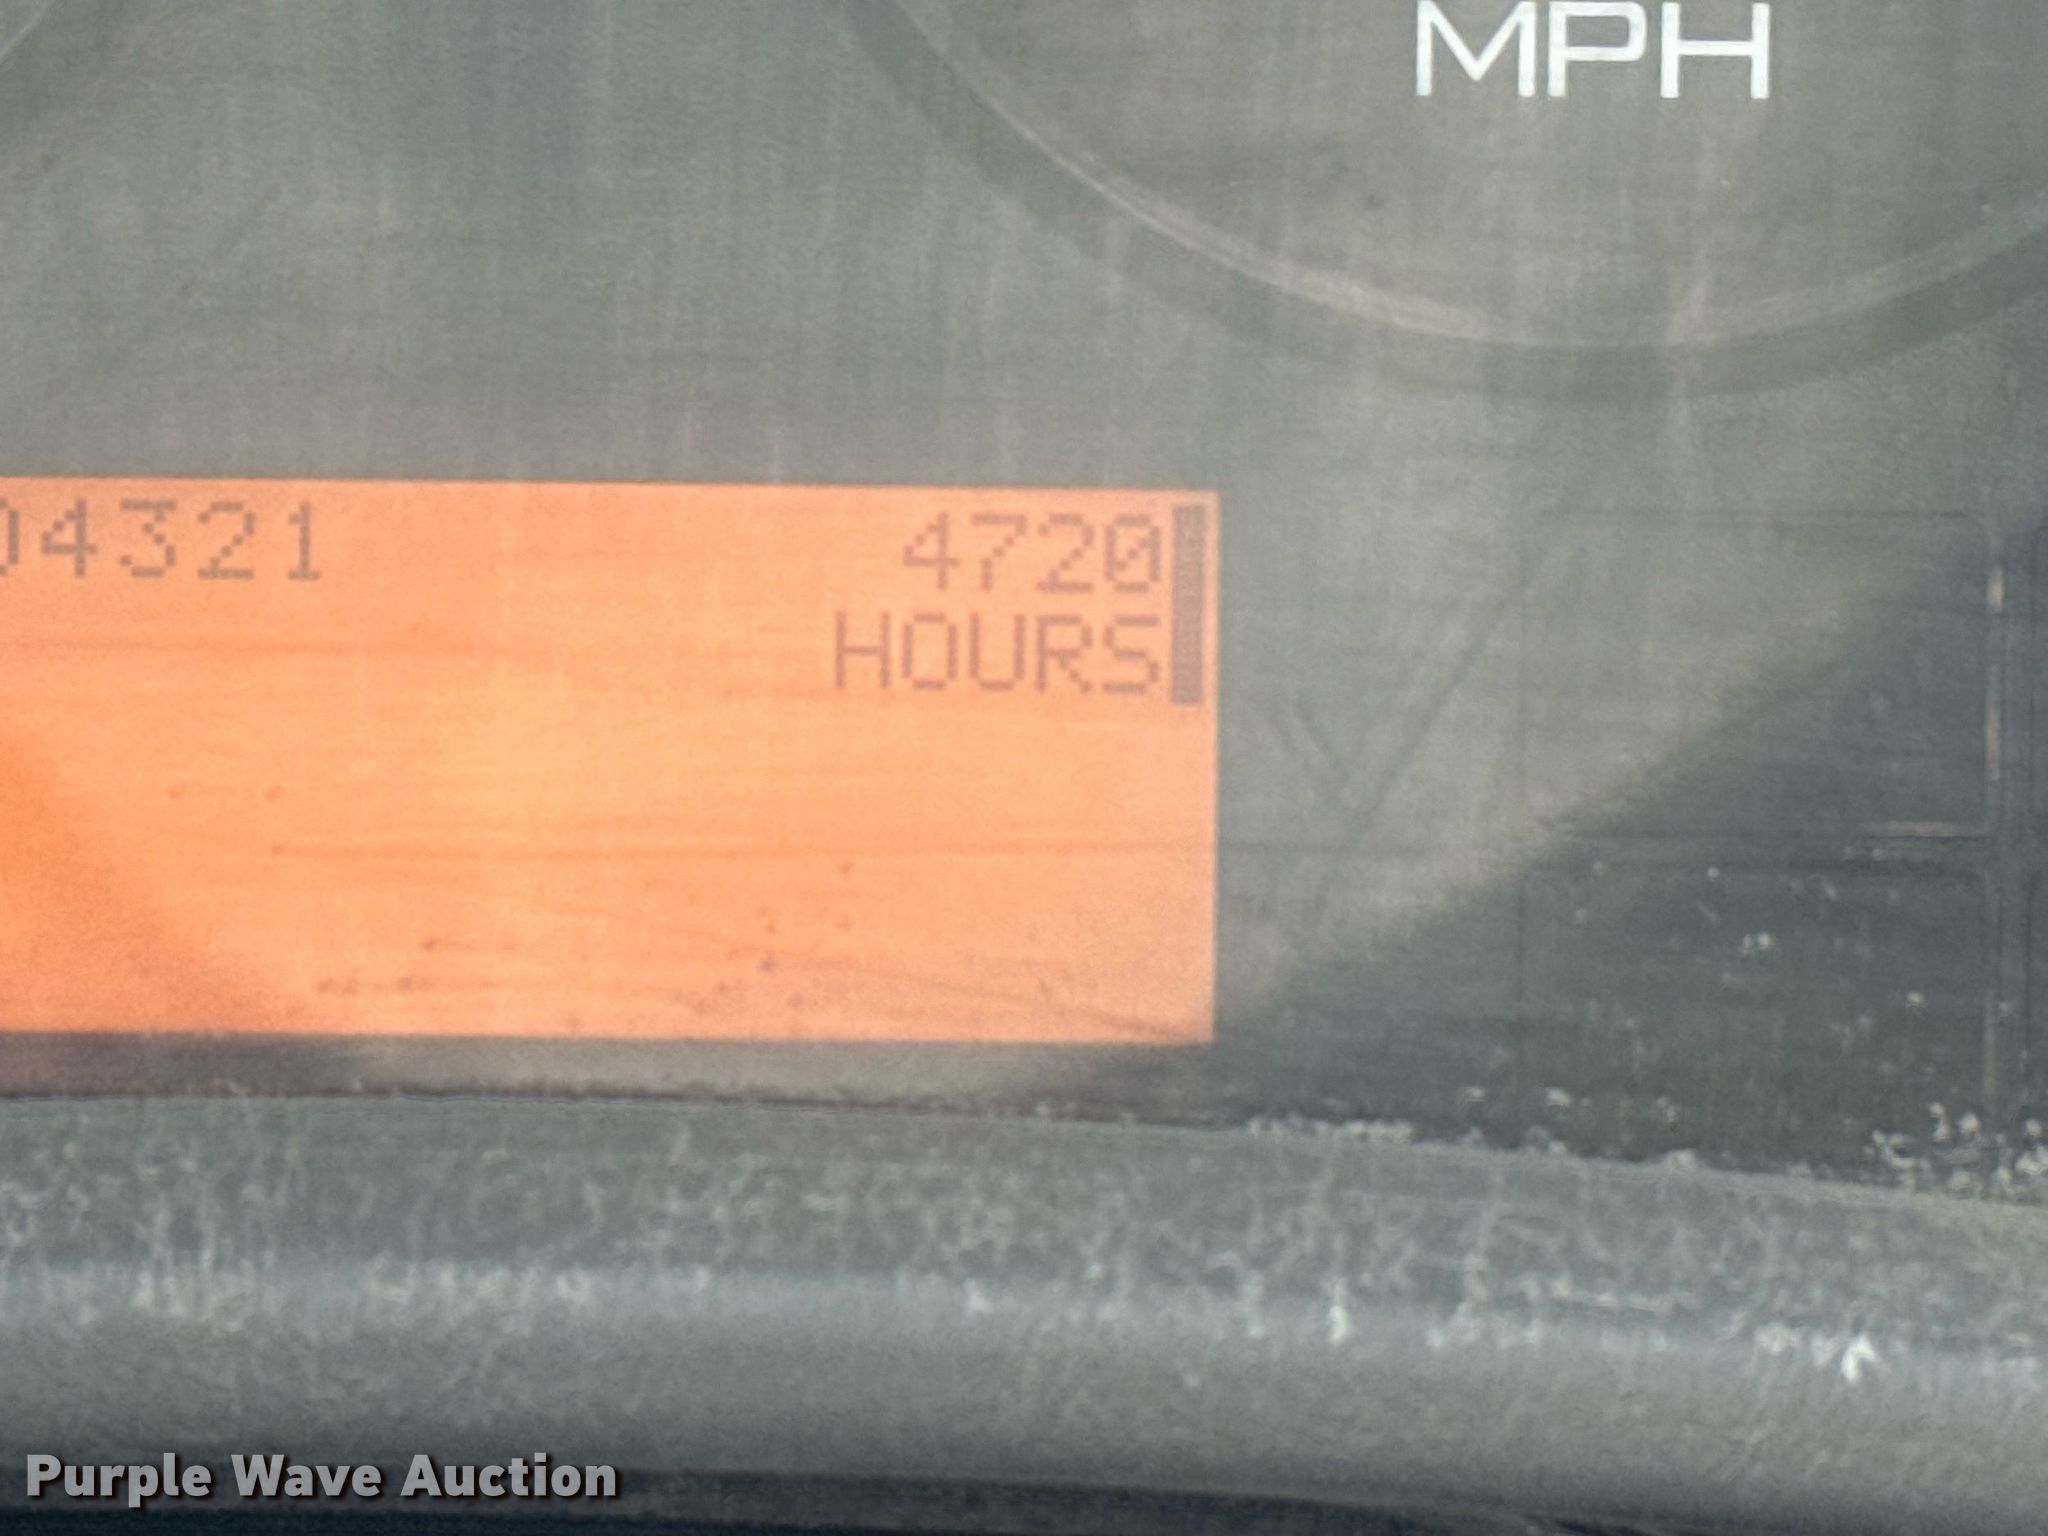 MPH
04321 4720
HOURS
Purple Wave Auction